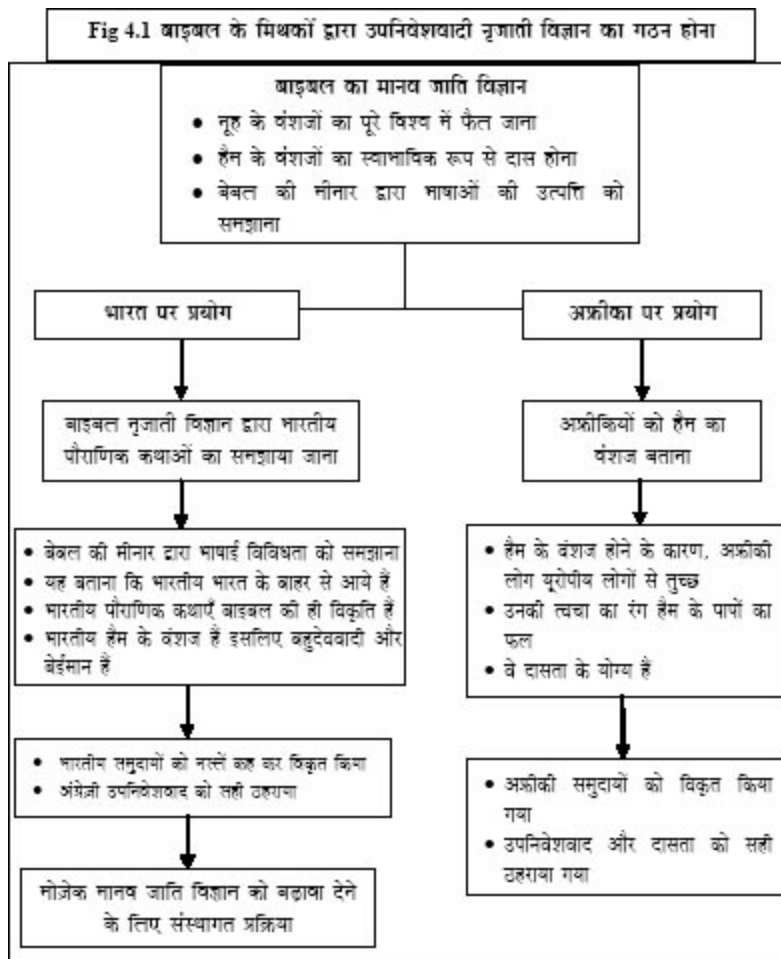 Fig 4.1 बाइबल के मिथकों द्वारा उपनिवेशवादी नृजाती विज्ञान का गठन होना
बाइबल का मानव जाति विज्ञान
● नूह के वंशजों का पूरे विश्व में फैल जाना
● हैम के वंशजों का स्वाभाविक रूप से दास होना
● बेबल की मीनार द्वारा भाषाओं की उत्पत्ति को
समझाना
भारत पर प्रयोग
बाइबल नृजाती विज्ञान द्वारा भारतीय
पौराणिक कथाओं का समझाया जाना
● बेबल की मीनार द्वारा भाषाई विविधता को समझाना
● यह बताना कि भारतीय भारत के बाहर से आये हैं
● भारतीय पौराणिक कथाएँ बाइबल की ही विकृति हैं
● भारतीय हैम के वंशज हैं इसलिए बहुदेववादी और
बेईमान हैं
● भारतीय समुदायों को नस्लें कह कर विकृत किया
● अंग्रेज़ी उपनिवेशवाद को सही ठहराया
मोज़ेक मानव जाति विज्ञान को बढ़ावा देने
के लिए संस्थागत प्रक्रिया
अफ्रीका पर प्रयोग
अफ्रीकियों को हैम का
वंशज बताना
● हैम के वंशज होने के कारण, अफ्रीकी
लोग यूरोपीय लोगों से तुच्छ
● उनकी त्वचा का रंग हैम के पापों का
फल
● वे दासता के योग्य हैं
● अफ्रीकी समुदायों को विकृत किया
गया
● उपनिवेशवाद और दासता को सही
ठहराया गया